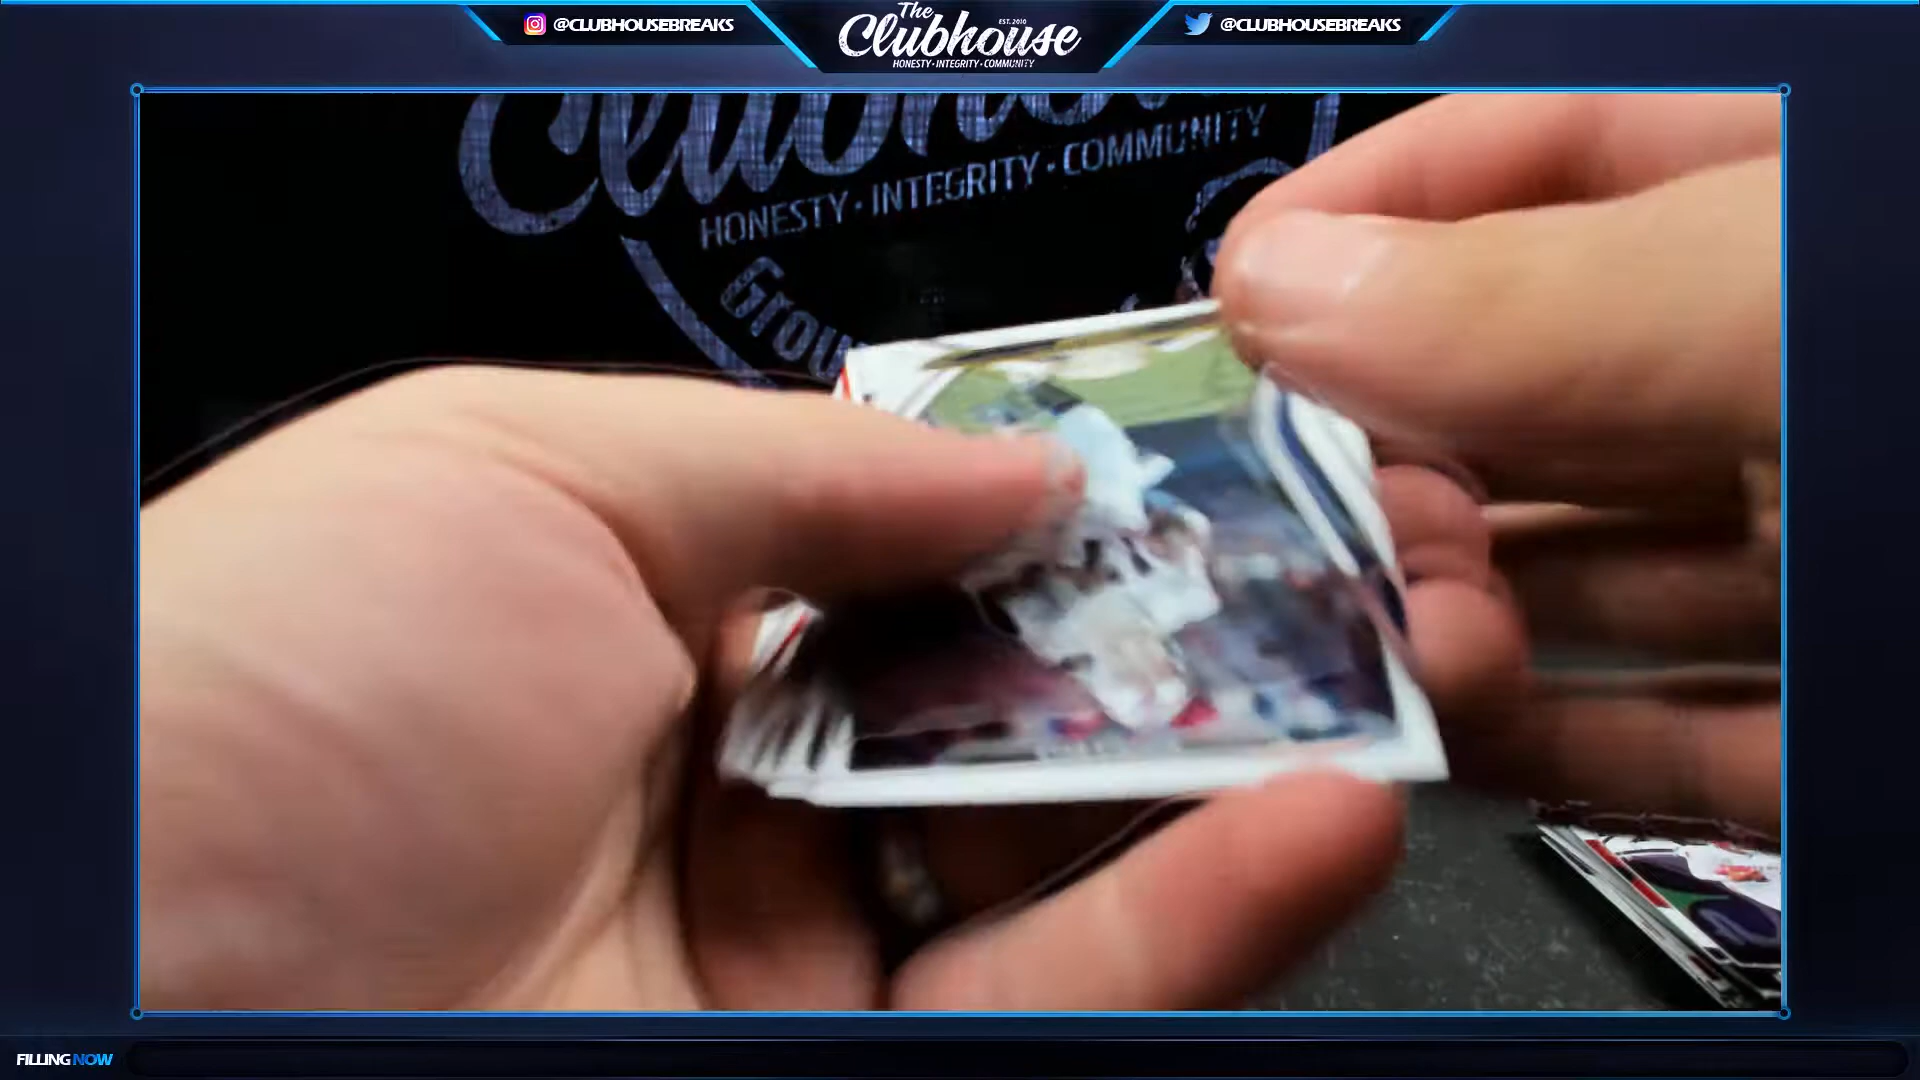 @CLUBHOUSEBREAKS
The
EST. 2010
Clubhouse
HONESTY · INTEGRITY · COMMUNITY
@CLUBHOUSEBREAKS
HONESTY · INTEGRITY · COMMUNITY
FILLING NOW